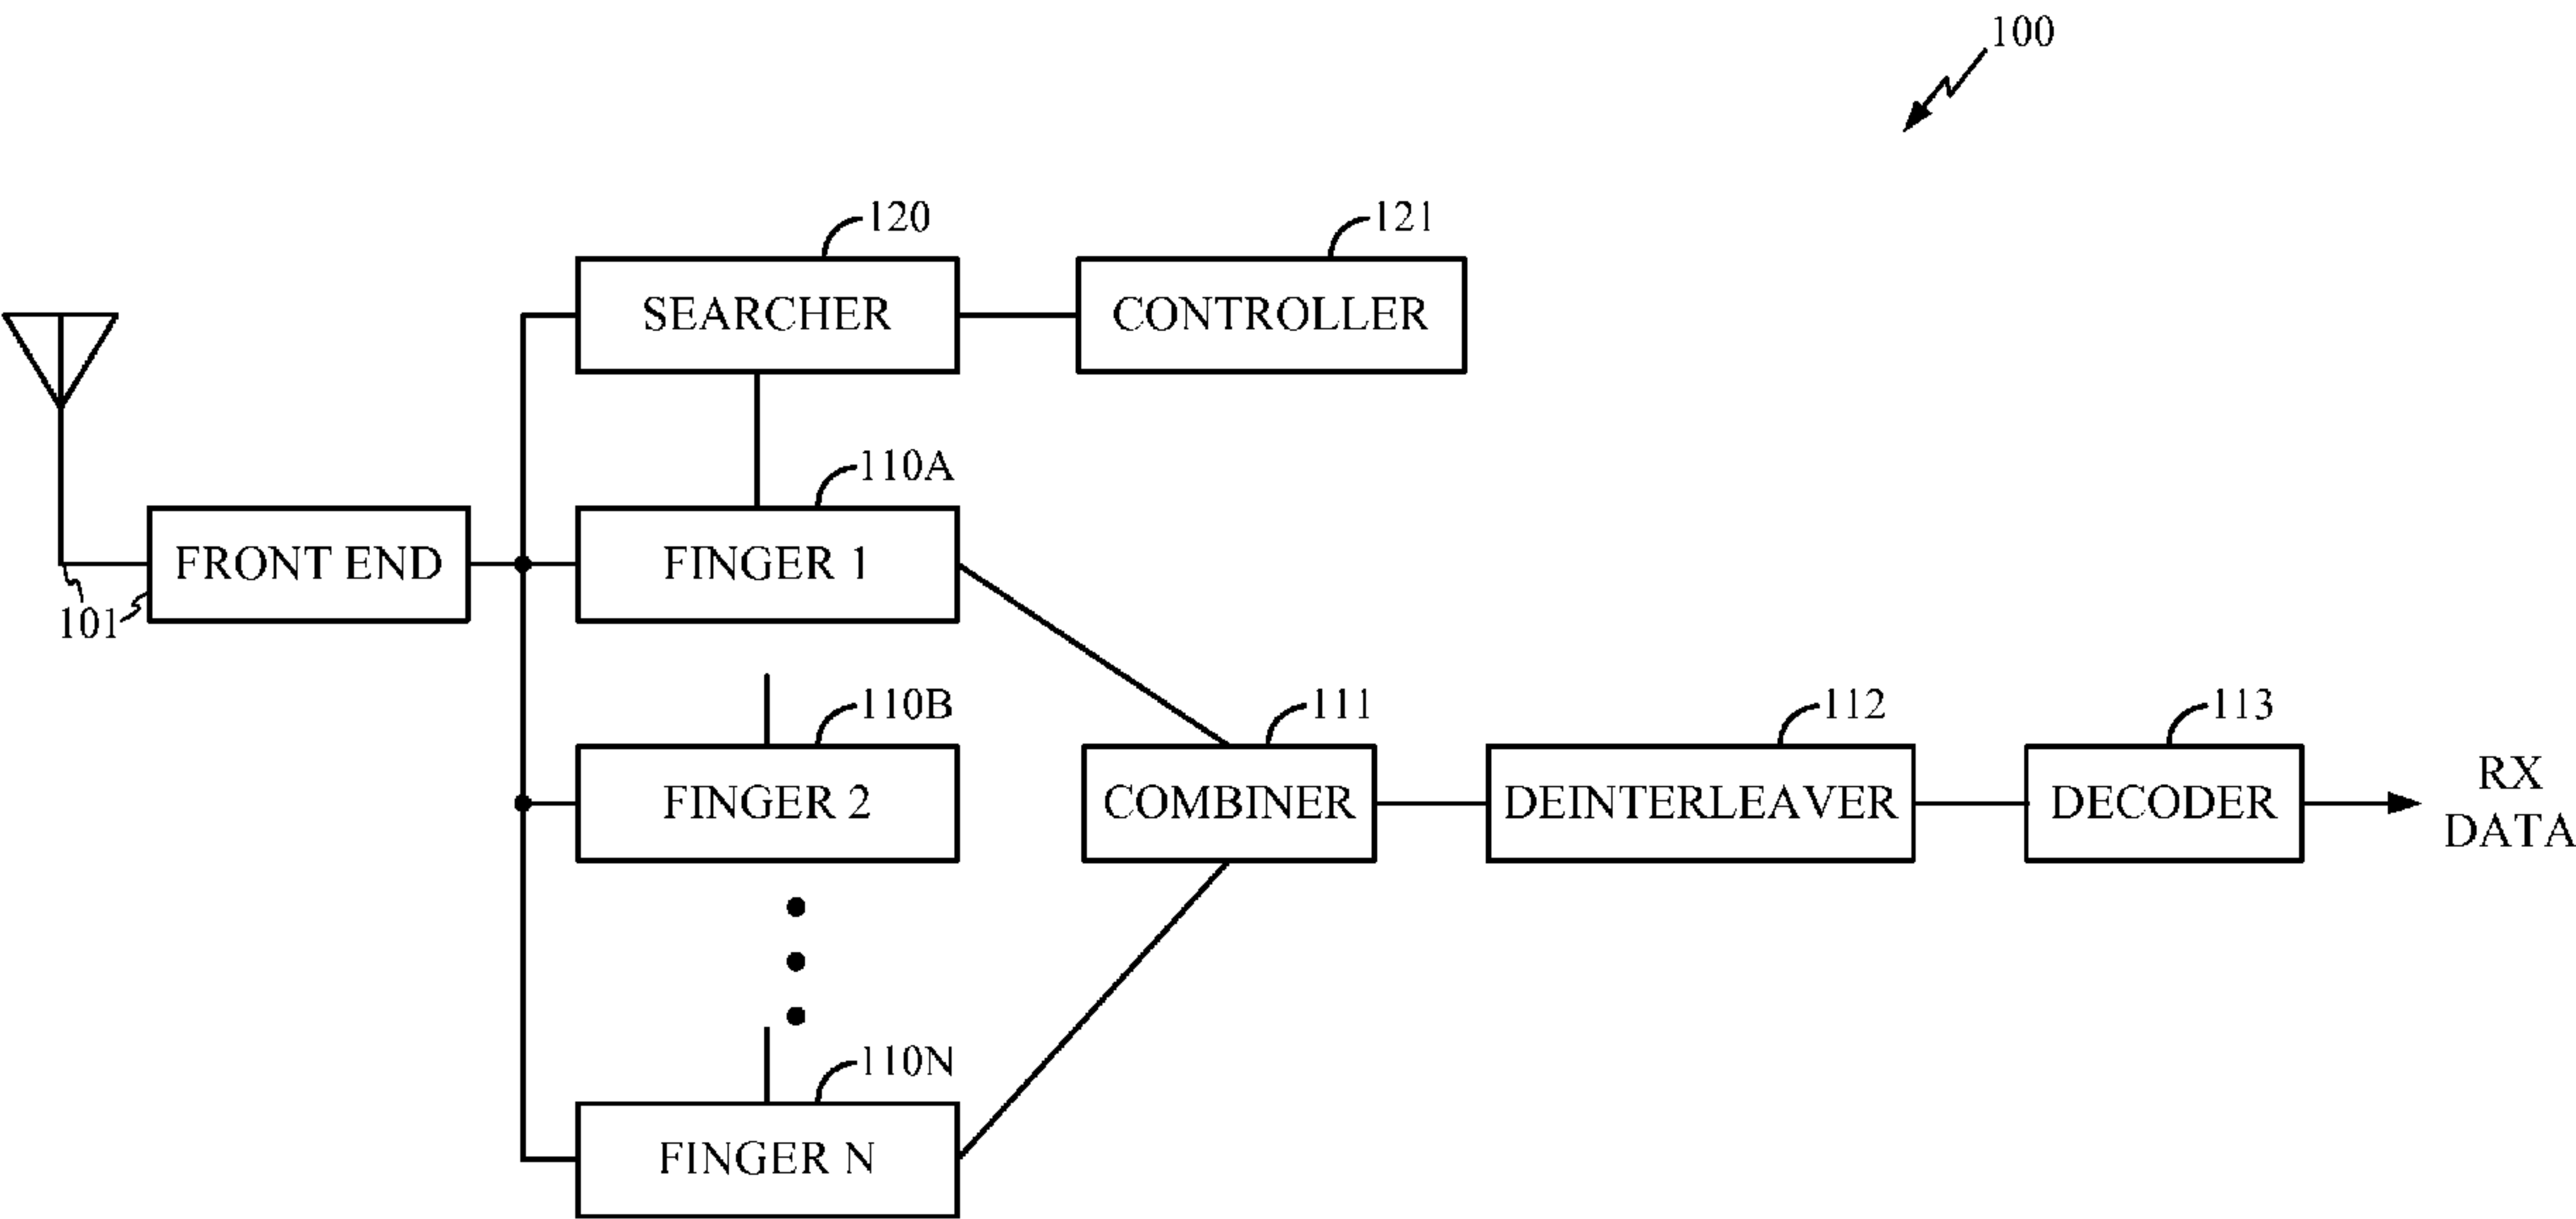 100
120
121
SEARCHER
CONTROLLER
110A
FRONT END
FINGER 1
101
110B
111
112
113
FINGER 2
COMBINER
DEINTERLEAVER
DECODER
RX
DATA
110N
FINGER N